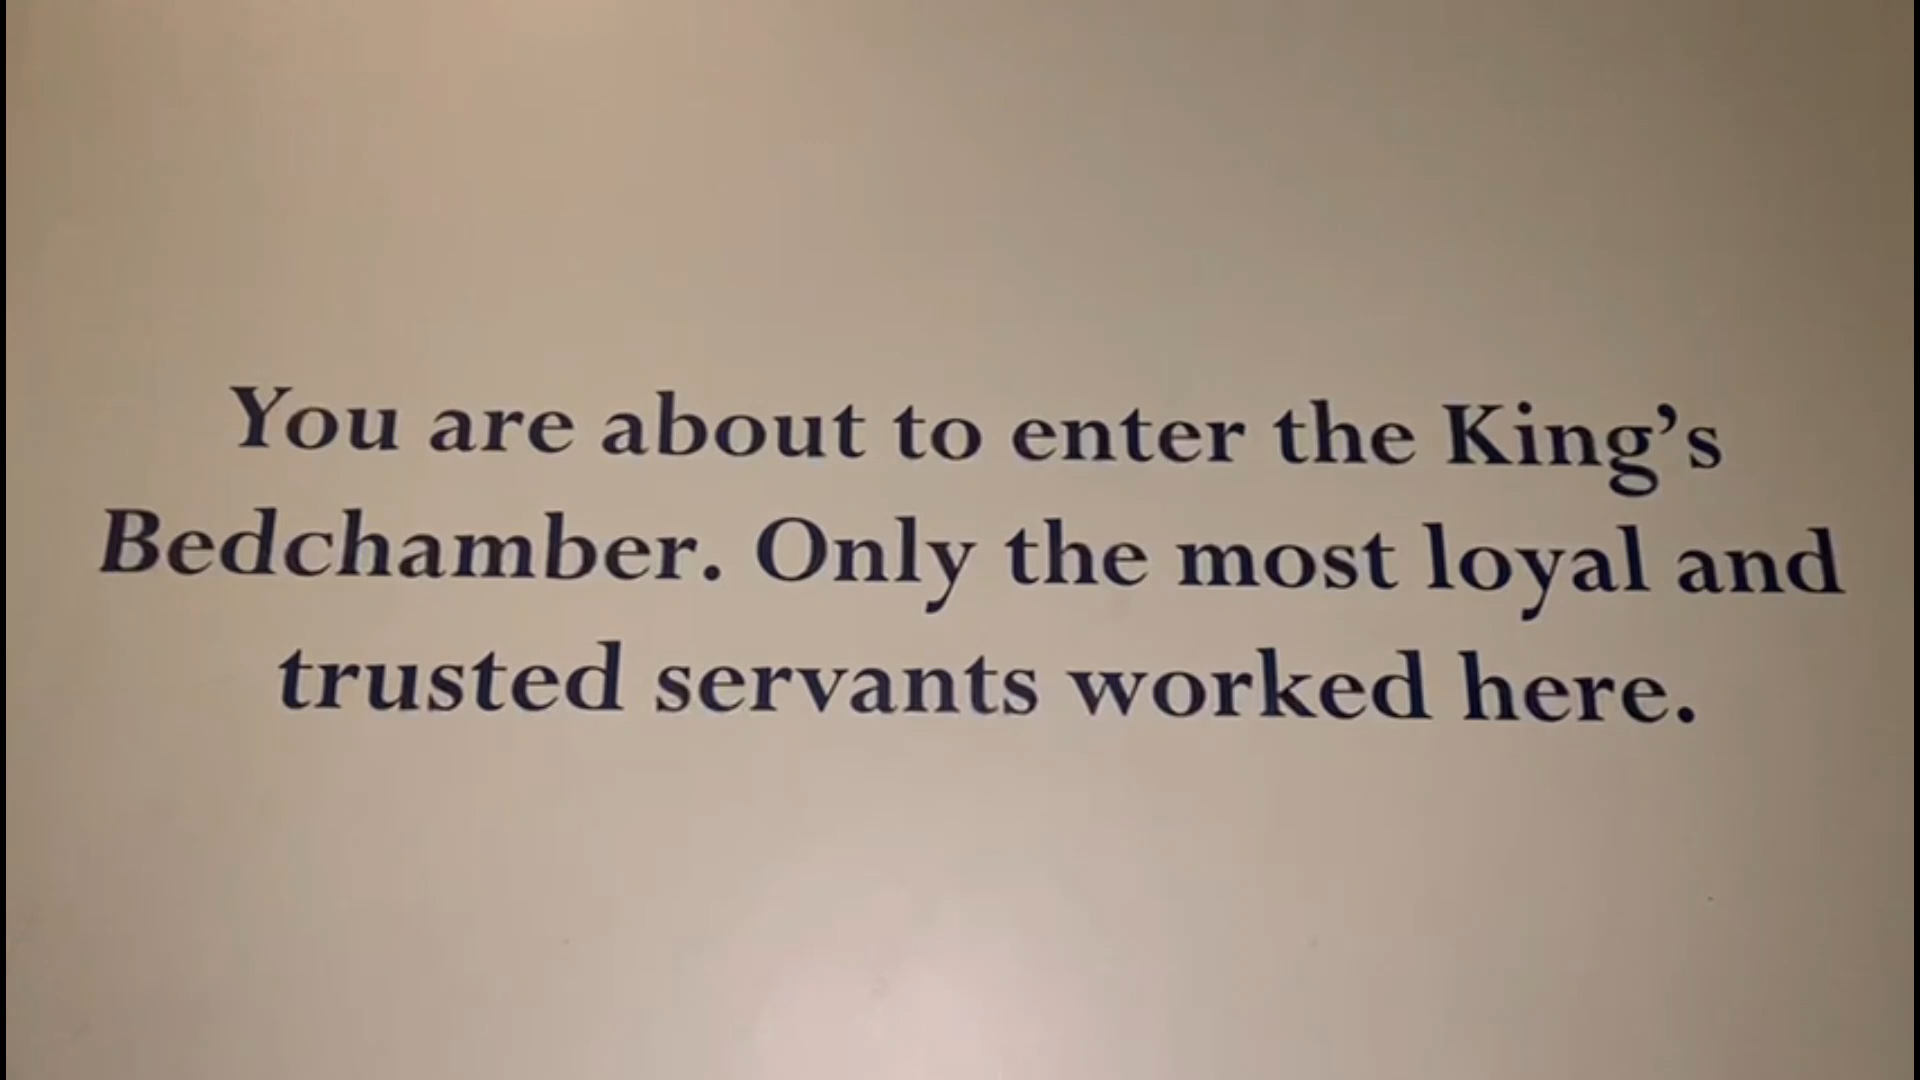 You are about to enter the King’s
Bedchamber. Only the most loyal and
trusted servants worked here.